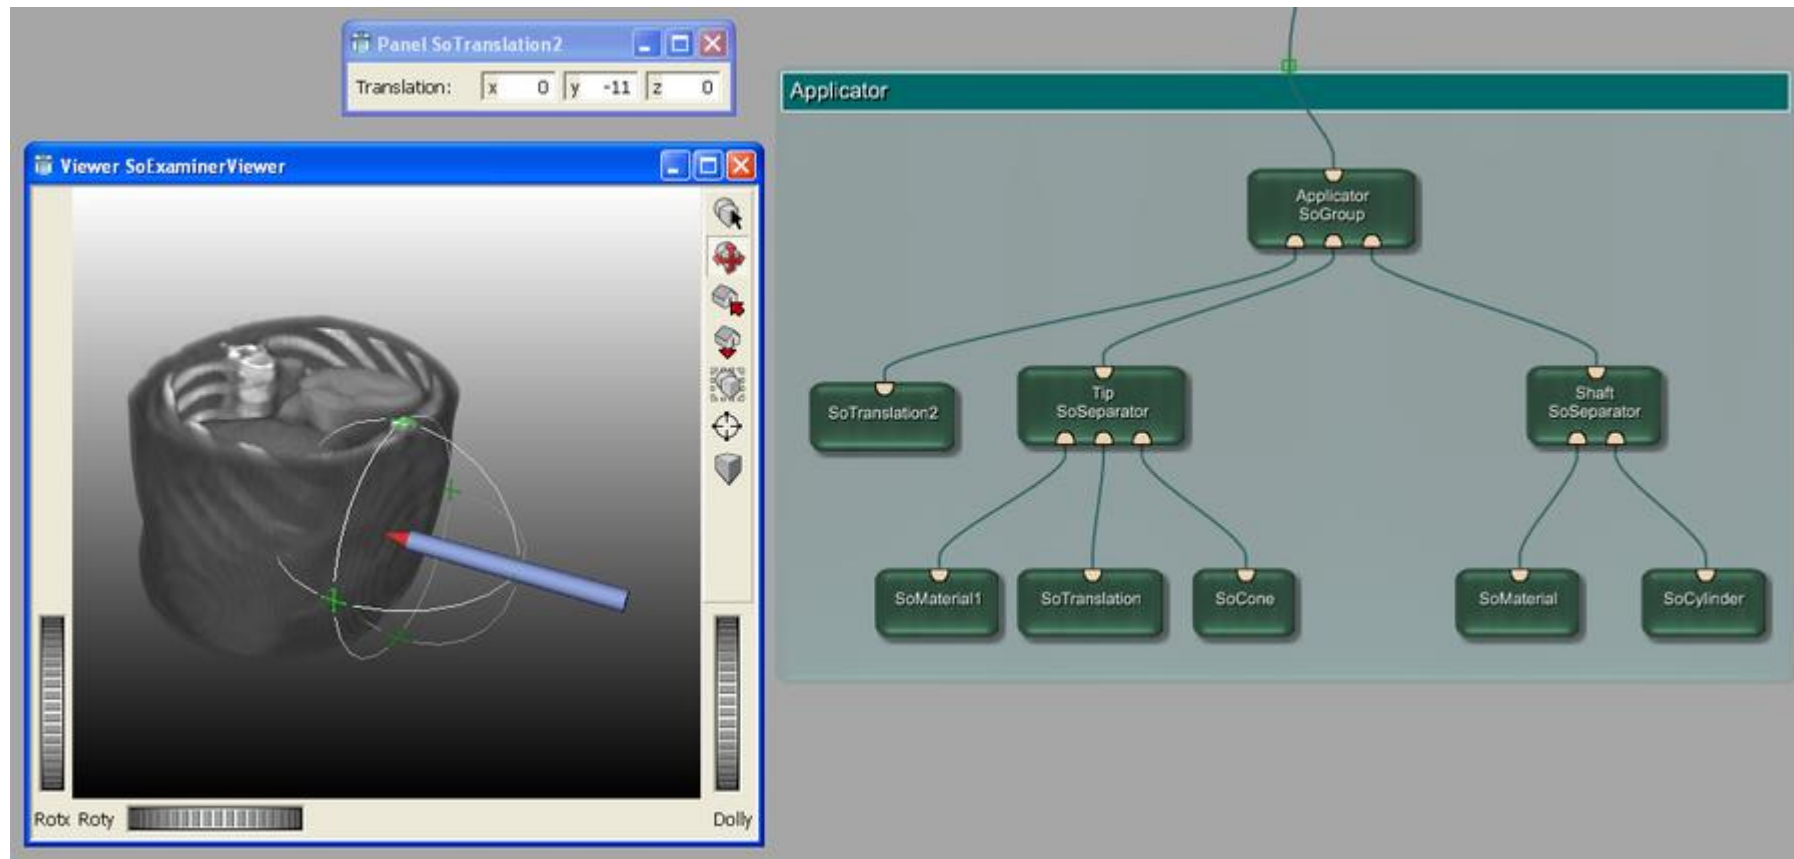 Panel SoTranslation2
Translation: x 0 y -11 z 0
Viewer SoExaminerViewer
Rotx Roty
Dolly
Applicator
Applicator
SoGroup
SoTranslation2
Tip
SoSeparator
Shaft
SoSeparator
SoMaterial1
SoTranslation
SoCone
SoMaterial
SoCylinder